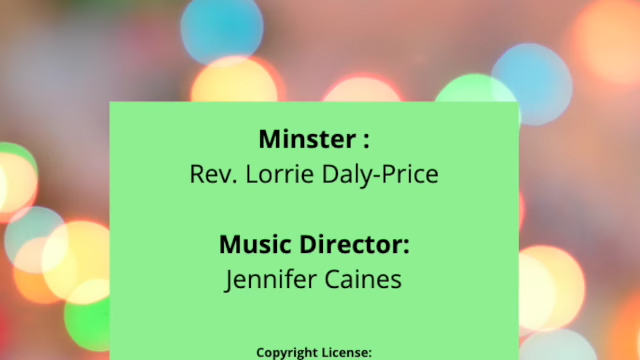 Minster :
Rev. Lorrie Daly-Price
Music Director:
Jennifer Caines
Copyright License: